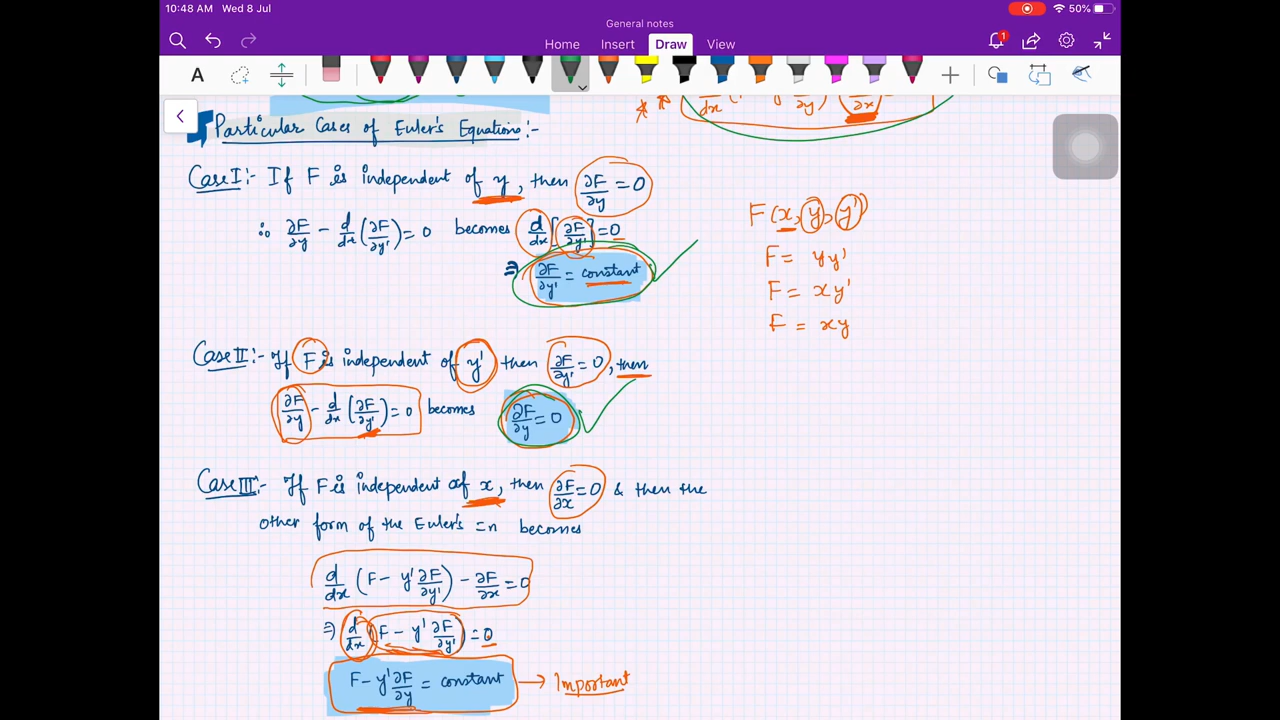 10:48 AM Wed 8 Jul
50%
General notes
Home Insert Draw View
1
A
Particular Cases of Euler's Equations:-
Case I:- If F is independent of y, then ∂F/∂y = 0
∴ ∂F/∂y - d/dx(∂F/∂y') = 0 becomes d/dx[∂F/∂y'] = 0
⇒ ∂F/∂y' = constant
F(x, y, y')
F = yy'
F = xy'
F = xy
Case II:- If F is independent of y' then ∂F/∂y' = 0, then
∂F/∂y - d/dx(∂F/∂y') = 0 becomes ∂F/∂y = 0
Case III:- If F is independent of x, then ∂F/∂x = 0 & then the
other form of the Euler's =n becomes
d/dx(F - y'∂F/∂y') - ∂F/∂x = 0
⇒ d/dx(F - y'∂F/∂y') = 0
F - y'∂F/∂y = constant → Important